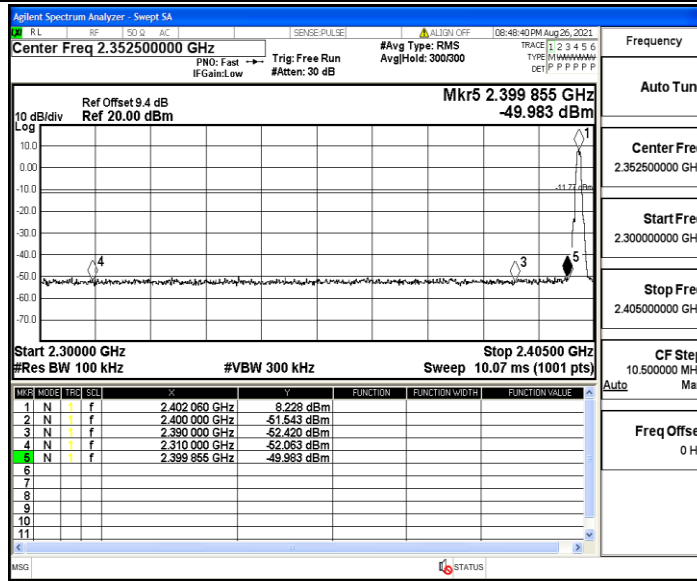 Agilent Spectrum Analyzer - Swept SA
RL RF 50 Ω AC SENSE:PULSE ALIGN OFF 08:48:40 PM Aug 26, 2021
Center Freq 2.352500000 GHz
PNO: Fast Trig: Free Run #Avg Type: RMS TRACE 1 2 3 4 5 6
IFGain:Low #Atten: 30 dB Avg|Hold: 300/300 TYPE M
DET P P P P P P
Mkr5 2.399 855 GHz
-49.983 dBm
Ref Offset 9.4 dB
10 dB/div Ref 20.00 dBm
Log
10.0
0.00
-10.0
-20.0
-30.0
-40.0
-50.0
-60.0
-70.0
1
-11.77 dBm
4
3
5
Start 2.30000 GHz Stop 2.40500 GHz
#Res BW 100 kHz #VBW 300 kHz Sweep 10.07 ms (1001 pts)
MKR MODE TRC SCL X Y FUNCTION FUNCTION WIDTH FUNCTION VALUE
1 N 1 f 2.402 060 GHz 8.228 dBm
2 N 1 f 2.400 000 GHz -51.543 dBm
3 N 1 f 2.390 000 GHz -52.420 dBm
4 N 1 f 2.310 000 GHz -52.063 dBm
5 N 1 f 2.399 855 GHz -49.983 dBm
6
7
8
9
10
11
MSG STATUS
Frequency
Auto Tun
Center Fre
2.352500000 GH
Start Fre
2.300000000 GH
Stop Fre
2.405000000 GH
CF Step
10.500000 MH
Auto Ma
Freq Offse
0 H